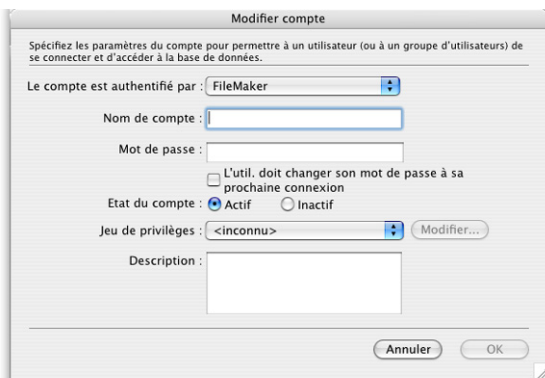 Modifier compte
Spécifiez les paramètres du compte pour permettre à un utilisateur (ou à un groupe d'utilisateurs) de
se connecter et d'accéder à la base de données.
Le compte est authentifié par : FileMaker
Nom de compte :
Mot de passe :
L'util. doit changer son mot de passe à sa
prochaine connexion
Etat du compte : Actif Inactif
Jeu de privilèges : <inconnu> Modifier...
Description :
Annuler OK